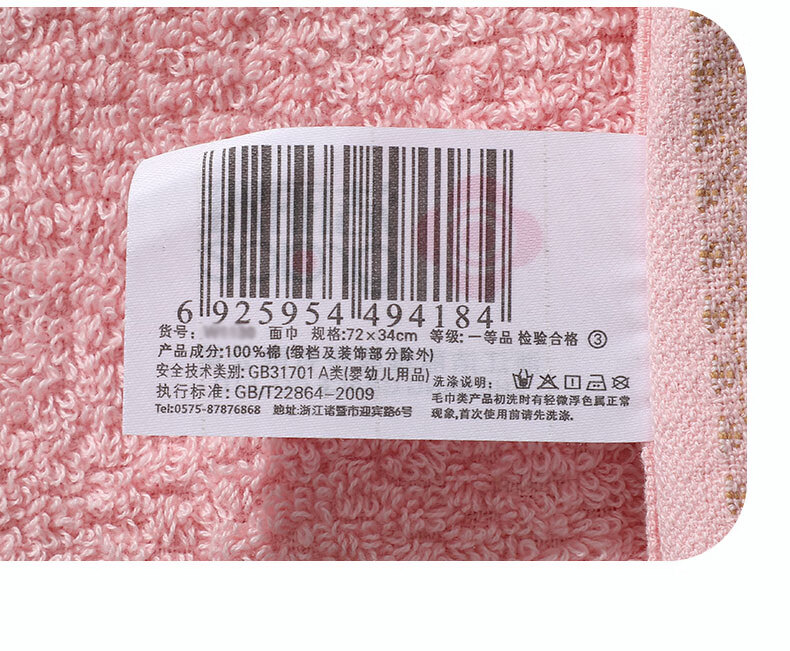 6 925954 494184
货号: 面巾 规格:72×34cm 等级: 一等品 检验合格 ③
产品成分:100%棉 (缎档及装饰部分除外)
安全技术类别: GB31701 A类(婴幼儿用品)
执行标准: GB/T22864-2009
Tel:0575-87876868 地址:浙江诸暨市迎宾路6号
洗涤说明:
毛巾类产品初洗时有轻微浮色属正常
现象,首次使用前请先洗涤.